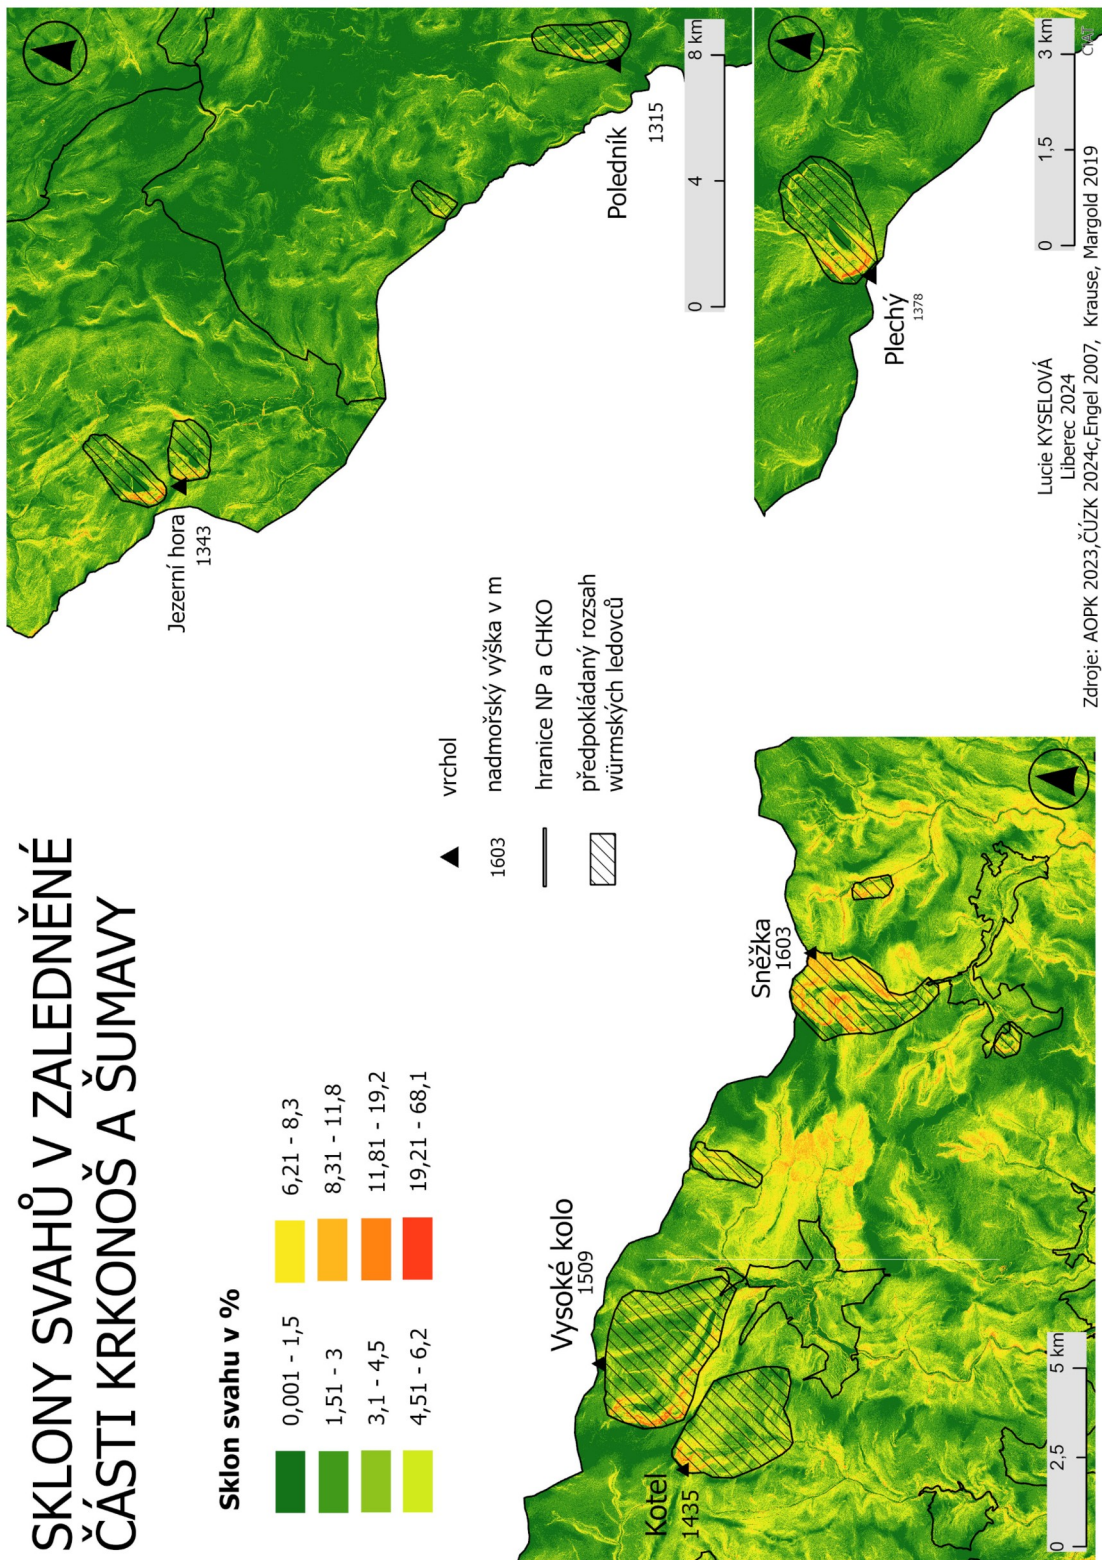 SKLONY SVAHŮ V ZALEDNĚNÉ
ČÁSTI KRKONOŠ A ŠUMAVY
Sklon svahu v %
0,001 - 1,5
1,51 - 3
3,1 - 4,5
4,51 - 6,2
6,21 - 8,3
8,31 - 11,8
11,81 - 19,2
19,21 - 68,1
vrchol
1603
nadmořský výška v m
hranice NP a CHKO
předpokládaný rozsah
würmských ledovců
Jezerní hora
1343
Poledník
1315
0
4
8 km
Plechý
1378
0
1,5
3 km
Kotel
1435
Vysoké kolo
1509
Sněžka
1603
0
2,5
5 km
Lucie KYSELOVÁ
Liberec 2024
Zdroje: AOPK 2023,ČÚZK 2024c,Engel 2007, Krause, Margold 2019